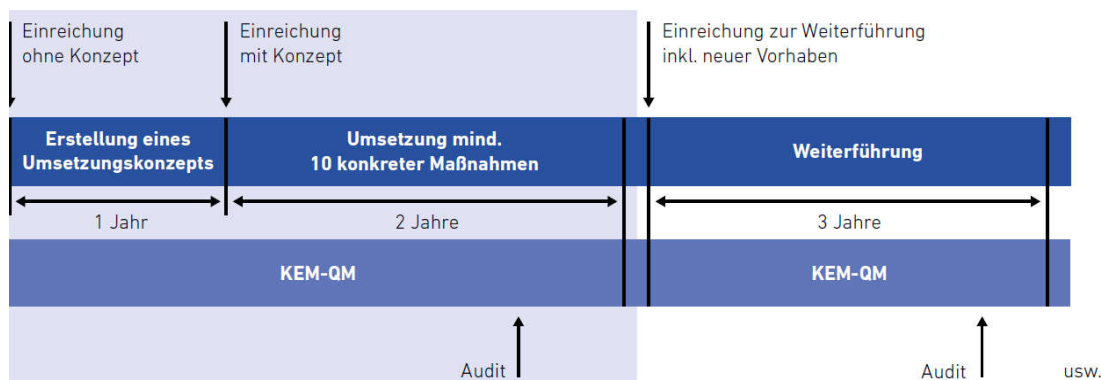 Einreichung
ohne Konzept
Einreichung
mit Konzept
Einreichung zur Weiterführung
inkl. neuer Vorhaben
Erstellung eines
Umsetzungskonzepts
Umsetzung mind.
10 konkreter Maßnahmen
Weiterführung
1 Jahr
2 Jahre
3 Jahre
KEM-QM
KEM-QM
Audit
Audit
usw.